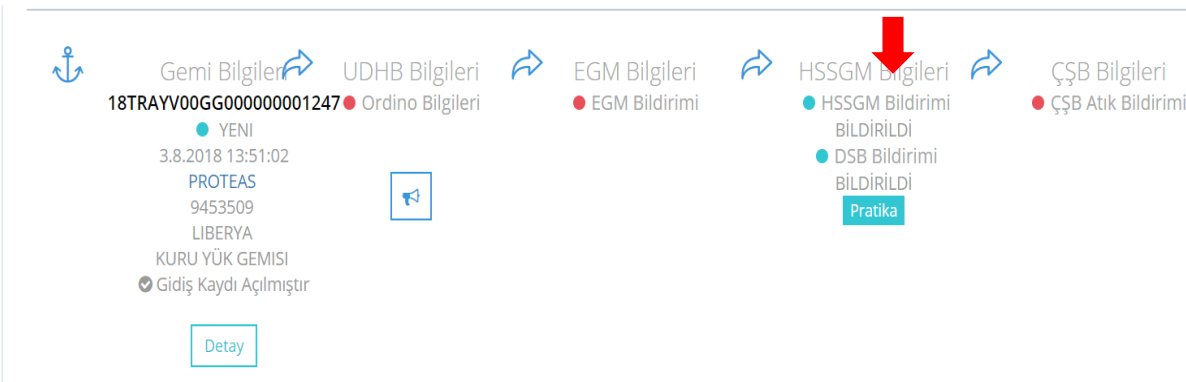 Gemi Bilgileri
18TRAYV00GG000000001247
YENI
3.8.2018 13:51:02
PROTEAS
9453509
LIBERYA
KURU YÜK GEMISI
Gidiş Kaydı Açılmıştır
Detay
UDHB Bilgileri
Ordino Bilgileri
EGM Bilgileri
EGM Bildirimi
HSSGM Bilgileri
HSSGM Bildirimi
BİLDİRİLDİ
DSB Bildirimi
BİLDİRİLDİ
Pratika
ÇŞB Bilgileri
ÇŞB Atık Bildirimi